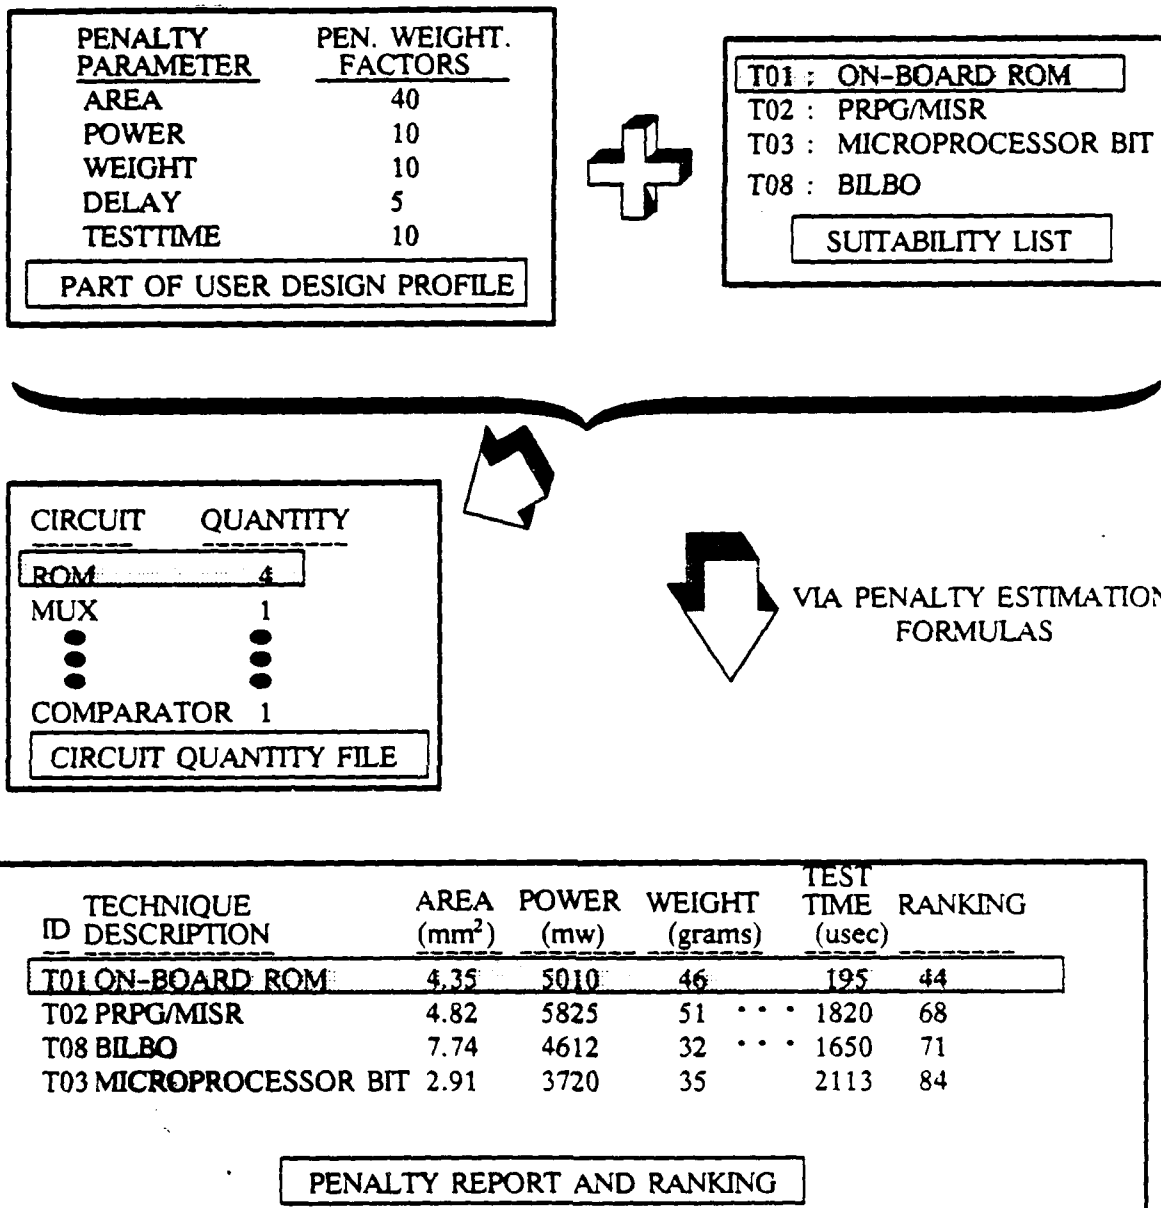 PENALTY PEN. WEIGHT.
PARAMETER FACTORS
AREA 40
POWER 10
WEIGHT 10
DELAY 5
TESTTIME 10
PART OF USER DESIGN PROFILE
T01 : ON-BOARD ROM
T02 : PRPG/MISR
T03 : MICROPROCESSOR BIT
T08 : BILBO
SUITABILITY LIST
CIRCUIT QUANTITY
ROM 4
MUX 1
COMPARATOR 1
CIRCUIT QUANTITY FILE
VIA PENALTY ESTIMATION
FORMULAS
TEST
TECHNIQUE AREA POWER WEIGHT TIME RANKING
ID DESCRIPTION (mm²) (mw) (grams) (usec)
T01 ON-BOARD ROM 4.35 5010 46 195 44
T02 PRPG/MISR 4.82 5825 51 • • • 1820 68
T08 BILBO 7.74 4612 32 • • • 1650 71
T03 MICROPROCESSOR BIT 2.91 3720 35 2113 84
PENALTY REPORT AND RANKING